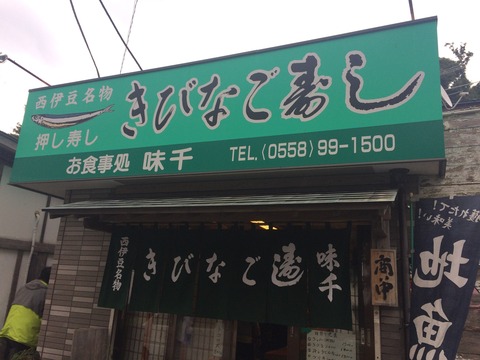 西伊豆名物
押し寿し
きびなご寿し
お食事処 味千
TEL.〈0558〉99-1500
西伊豆名物
きびなご寿し
味千
商い中
地魚